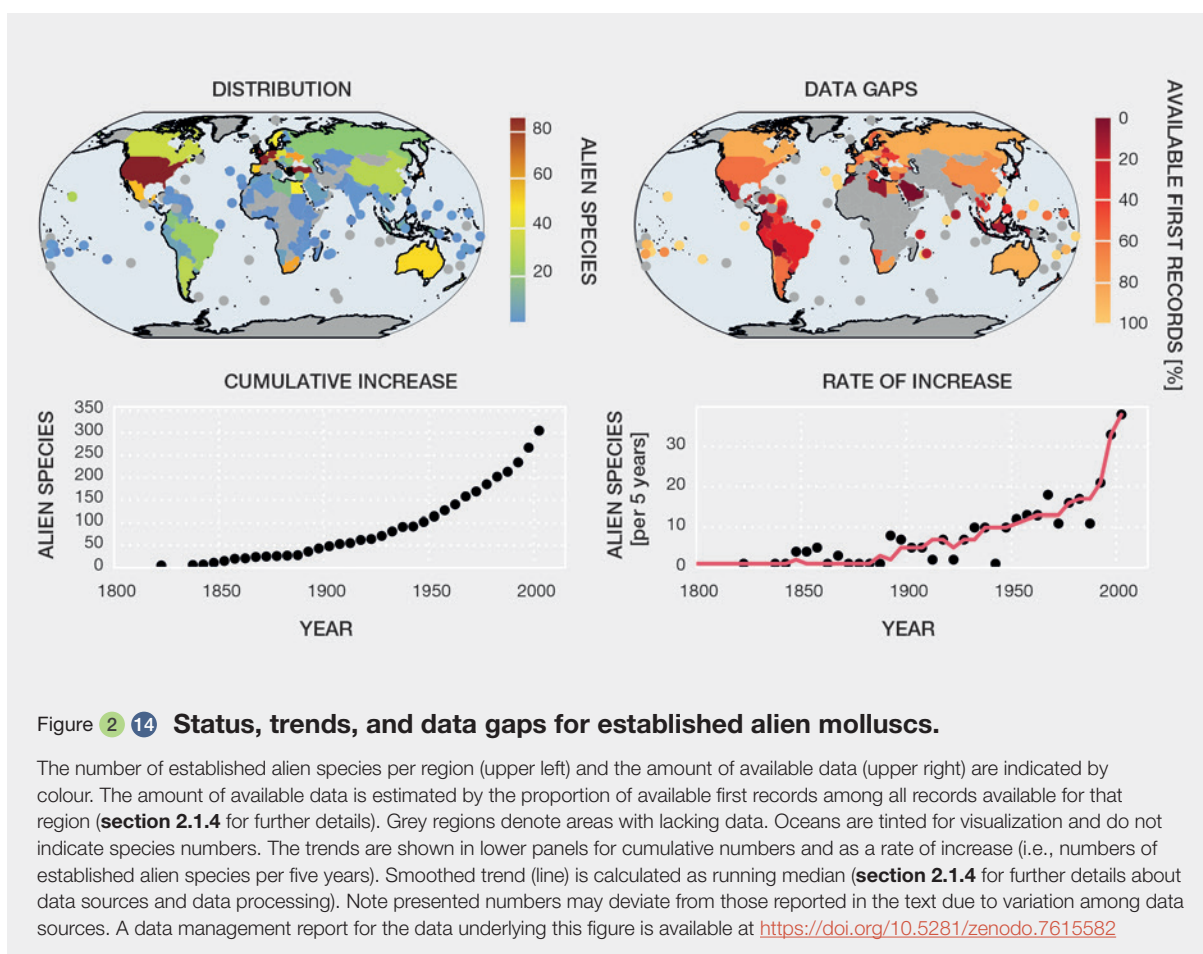 DISTRIBUTION
80
60
40
20
ALIEN SPECIES
DATA GAPS
0
20
40
60
80
100
AVAILABLE FIRST RECORDS [%]
CUMULATIVE INCREASE
ALIEN SPECIES
350
300
250
200
150
100
50
0
1800 1850 1900 1950 2000
YEAR
RATE OF INCREASE
ALIEN SPECIES
[per 5 years]
30
20
10
0
1800 1850 1900 1950 2000
YEAR
Figure 2 14 Status, trends, and data gaps for established alien molluscs.
The number of established alien species per region (upper left) and the amount of available data (upper right) are indicated by
colour. The amount of available data is estimated by the proportion of available first records among all records available for that
region (section 2.1.4 for further details). Grey regions denote areas with lacking data. Oceans are tinted for visualization and do not
indicate species numbers. The trends are shown in lower panels for cumulative numbers and as a rate of increase (i.e., numbers of
established alien species per five years). Smoothed trend (line) is calculated as running median (section 2.1.4 for further details about
data sources and data processing). Note presented numbers may deviate from those reported in the text due to variation among data
sources. A data management report for the data underlying this figure is available at https://doi.org/10.5281/zenodo.7615582